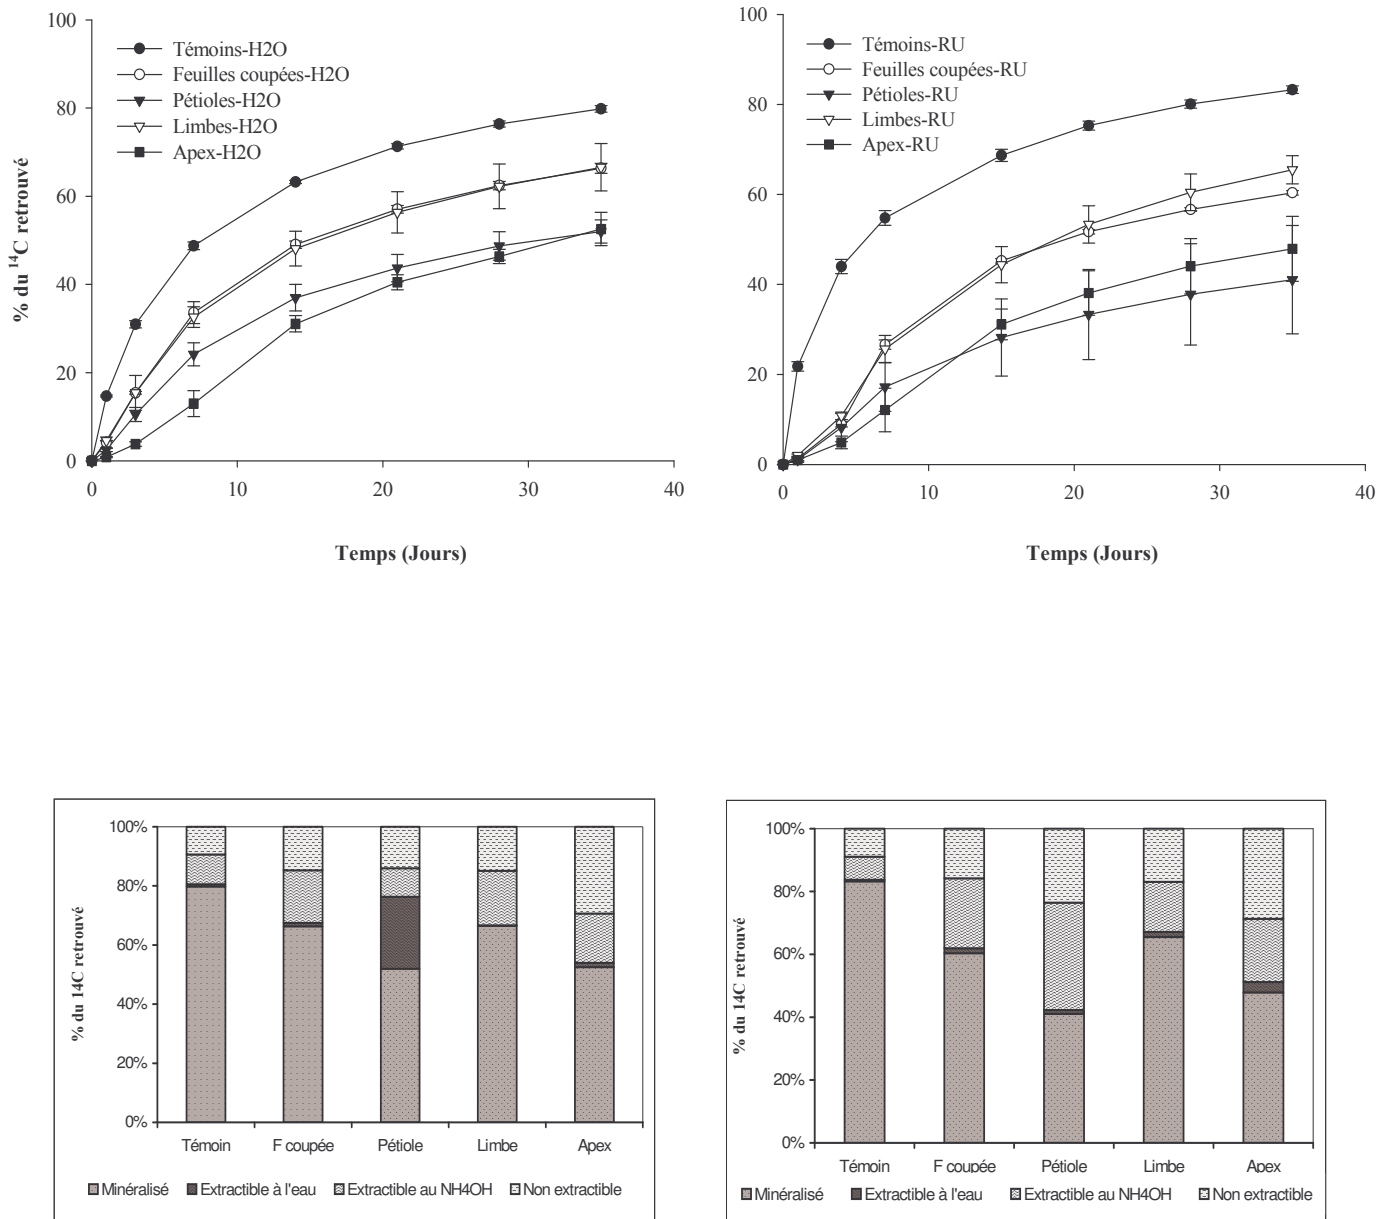 % du 14C retrouvé
100
80
60
40
20
0
Témoins-H2O
Feuilles coupées-H2O
Pétioles-H2O
Limbes-H2O
Apex-H2O
0 10 20 30 40
Temps (Jours)
100
80
60
40
20
0
Témoins-RU
Feuilles coupées-RU
Pétioles-RU
Limbes-RU
Apex-RU
0 10 20 30 40
Temps (Jours)
% du 14C retrouvé
100%
80%
60%
40%
20%
0%
Témoin F coupée Pétiole Limbe Apex
Minéralisé Extractible à l'eau Extractible au NH4OH Non extractible
% du 14C retrouvé
100%
80%
60%
40%
20%
0%
Témoin F coupée Pétiole Limbe Apex
Minéralisé Extractible à l'eau Extractible au NH4OH Non extractible